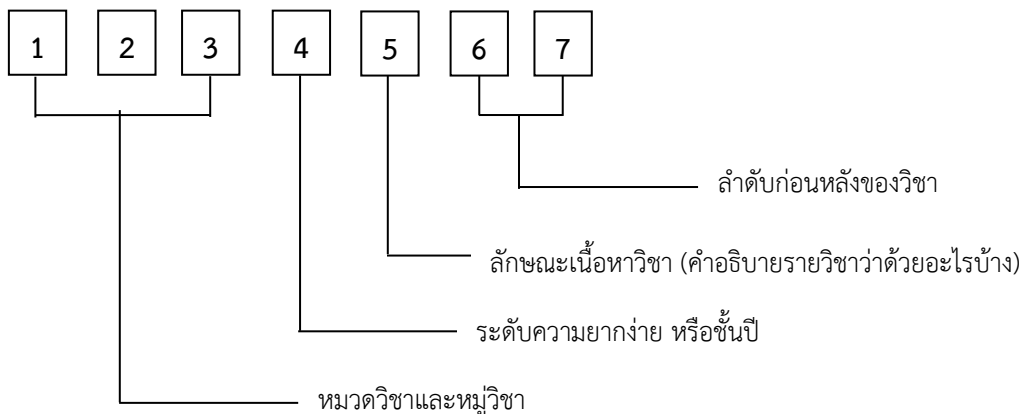 1 2 3 4 5 6 7
ลำดับก่อนหลังของวิชา
ลักษณะเนื้อหาวิชา (คำอธิบายรายวิชาว่าด้วยอะไรบ้าง)
ระดับความยากง่าย หรือชั้นปี
หมวดวิชาและหมู่วิชา